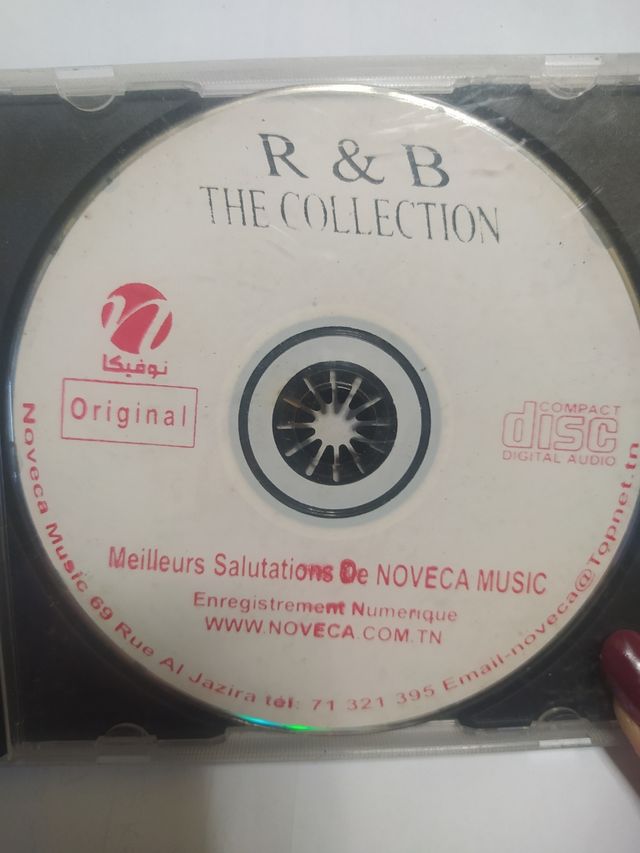 R & B
THE COLLECTION
نوفيكا
Original
COMPACT
disc
DIGITAL AUDIO
Meilleurs Salutations De NOVECA MUSIC
Enregistrement Numerique
WWW.NOVECA.COM.TN
Noveca Music 69 Rue Al Jazira tél: 71 321 395 Email-noveca@Topnet.tn